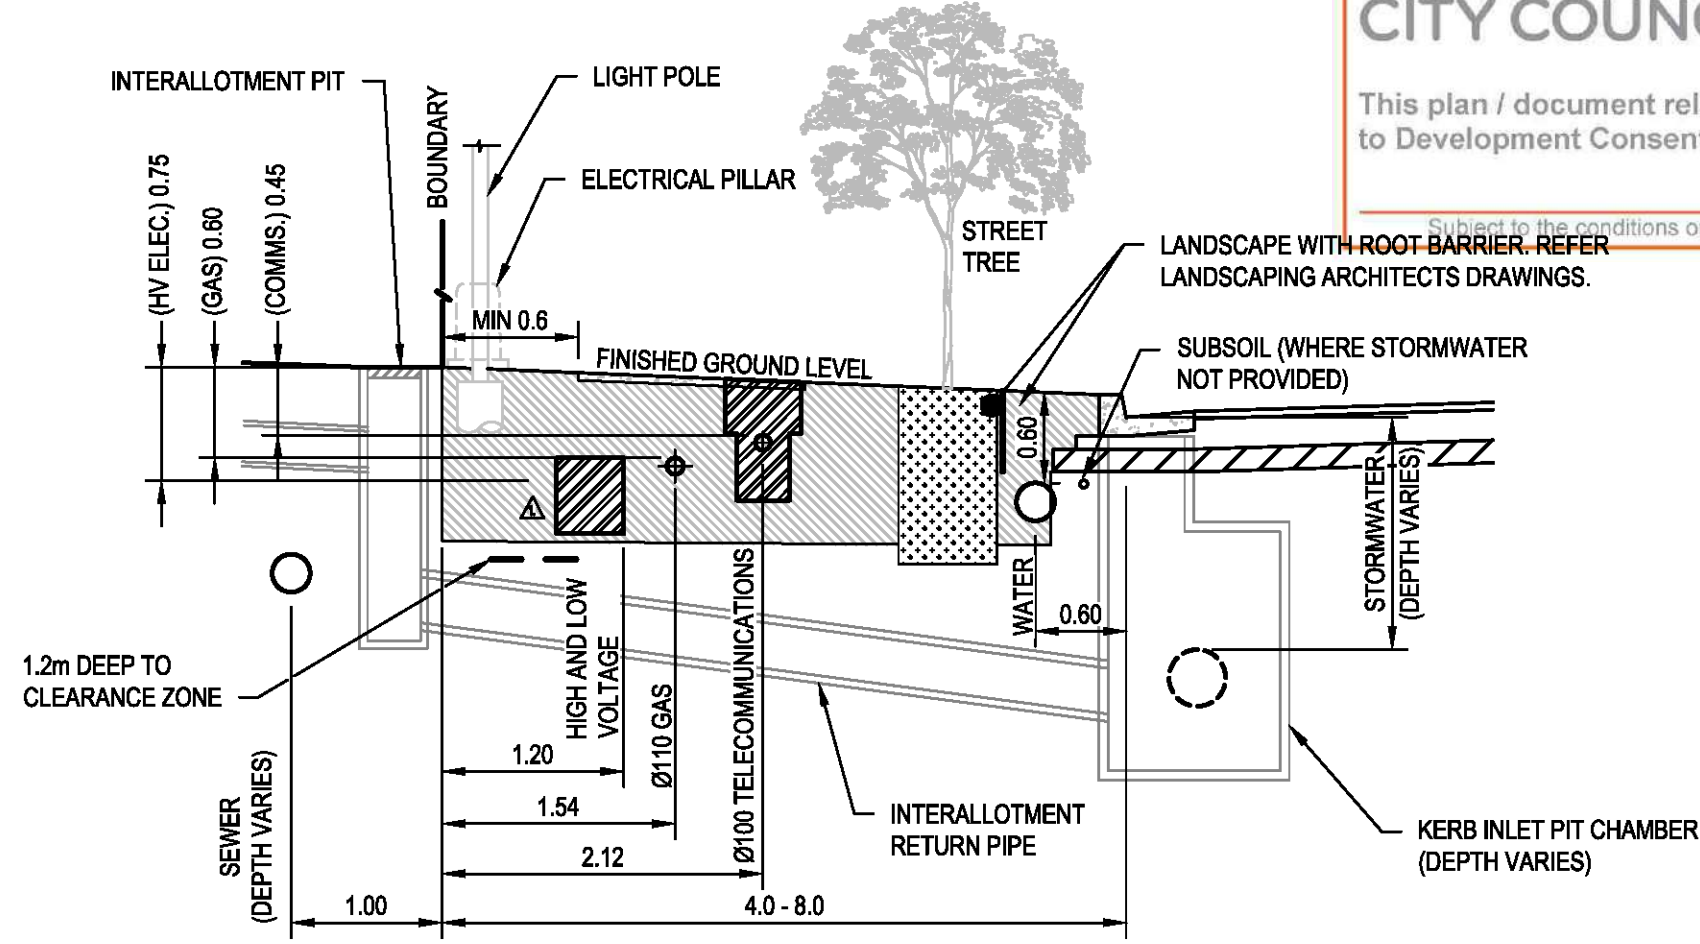 CITY COUN
This plan / document rel
to Development Consen
Subject to the conditions o
INTERALLOTMENT PIT
LIGHT POLE
BOUNDARY
ELECTRICAL PILLAR
(HV ELEC.) 0.75
(GAS) 0.60
(COMMS.) 0.45
STREET
TREE
LANDSCAPE WITH ROOT BARRIER. REFER
LANDSCAPING ARCHITECTS DRAWINGS.
MIN 0.6
FINISHED GROUND LEVEL
SUBSOIL (WHERE STORMWATER
NOT PROVIDED)
0.60
1
STORMWATER
(DEPTH VARIES)
WATER
0.60
1.2m DEEP TO
CLEARANCE ZONE
HIGH AND LOW
VOLTAGE
Ø110 GAS
Ø100 TELECOMMUNICATIONS
1.20
1.54
2.12
SEWER
(DEPTH VARIES)
INTERALLOTMENT
RETURN PIPE
KERB INLET PIT CHAMBER
(DEPTH VARIES)
1.00
4.0 - 8.0